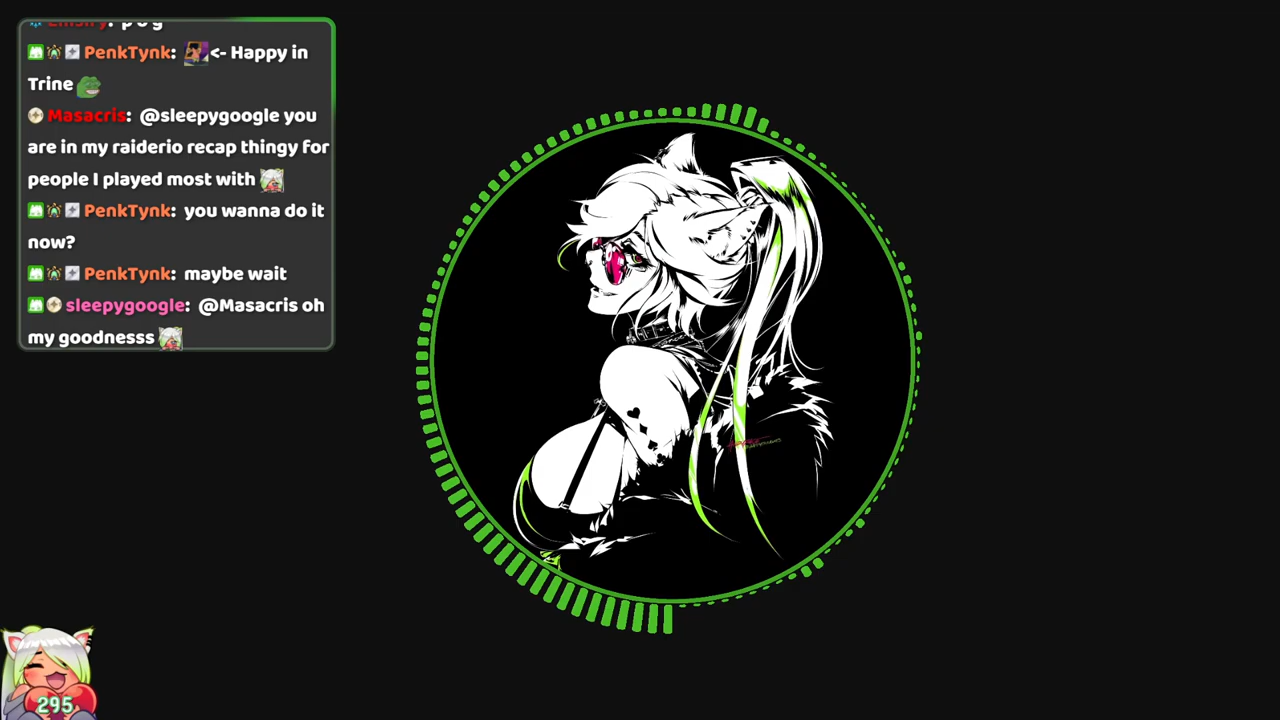 PenkTynk: <- Happy in
Trine
Masacris: @sleepygoogle you
are in my raiderio recap thingy for
people I played most with
PenkTynk: you wanna do it
now?
PenkTynk: maybe wait
sleepygoogle: @Masacris oh
my goodnesss
295